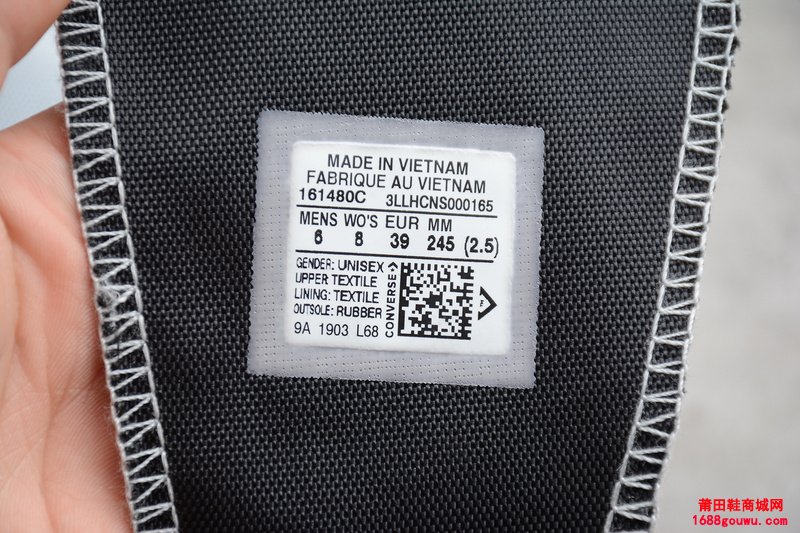 MADE IN VIETNAM
FABRIQUE AU VIETNAM
161480C 3LLHCNS000165
MENS WO'S EUR MM
6 8 39 245 (2.5)
GENDER: UNISEX
UPPER TEXTILE
LINING: TEXTILE
OUTSOLE: RUBBER
9A 1903 L68
CONVERSE
莆田鞋商城网
1688gouwu.com